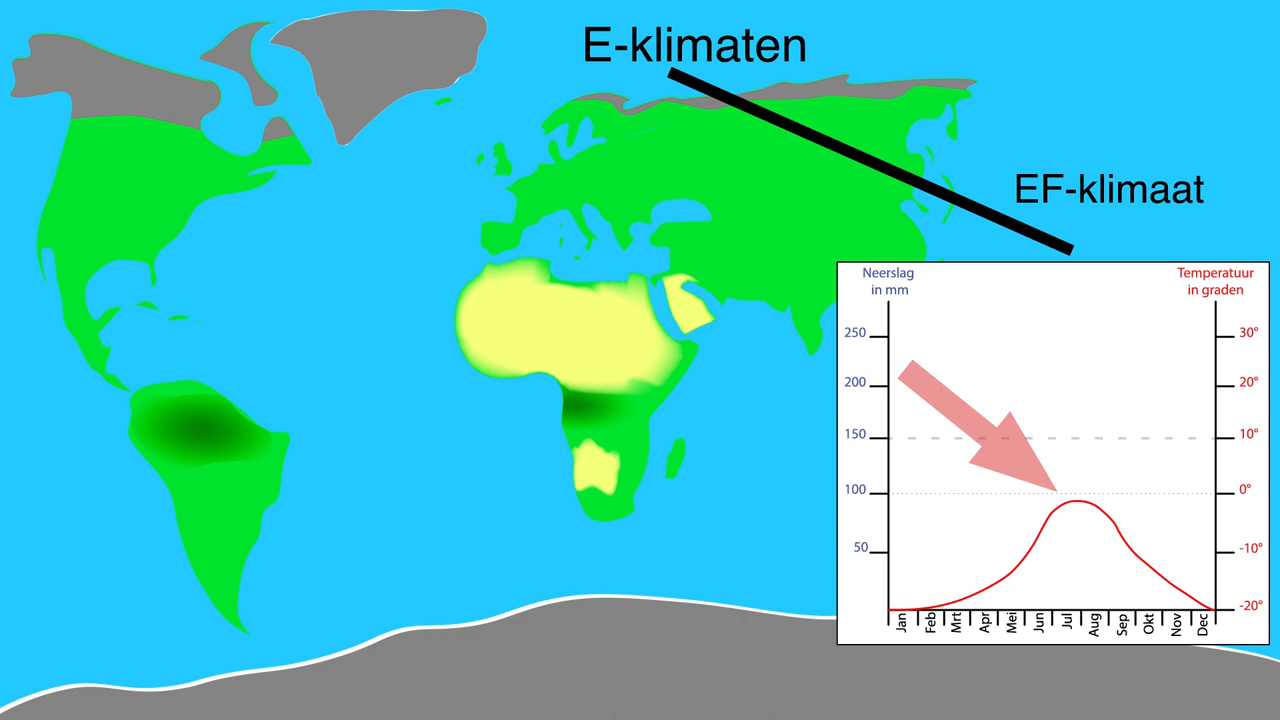 E-klimaten
EF-klimaat
Neerslag
in mm
Temperatuur
in graden
250
200
150
100
50
30°
20°
10°
0°
-10°
-20°
Jan
Feb
Mrt
Apr
Mei
Jun
Jul
Aug
Sep
Okt
Nov
Dec